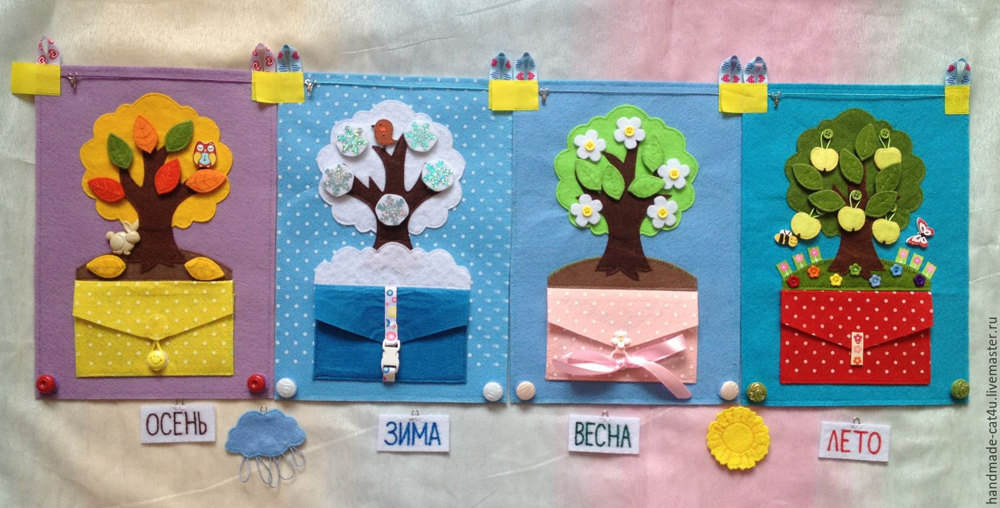 ОСЕНЬ
ЗИМА
ВЕСНА
ЛЕТО
handmade-cat4u.livemaster.ru